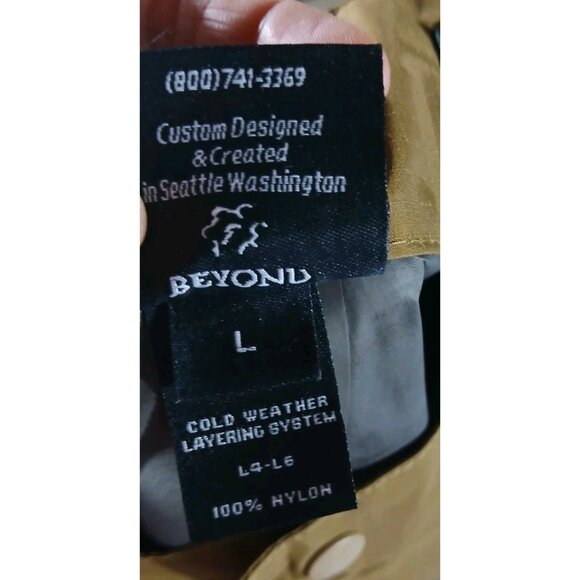 (800)741-3369
Custom Designed
& Created
in Seattle Washington
BEYOND
L
COLD WEATHER
LAYERING SYSTEM
L4-L6
100% NYLON